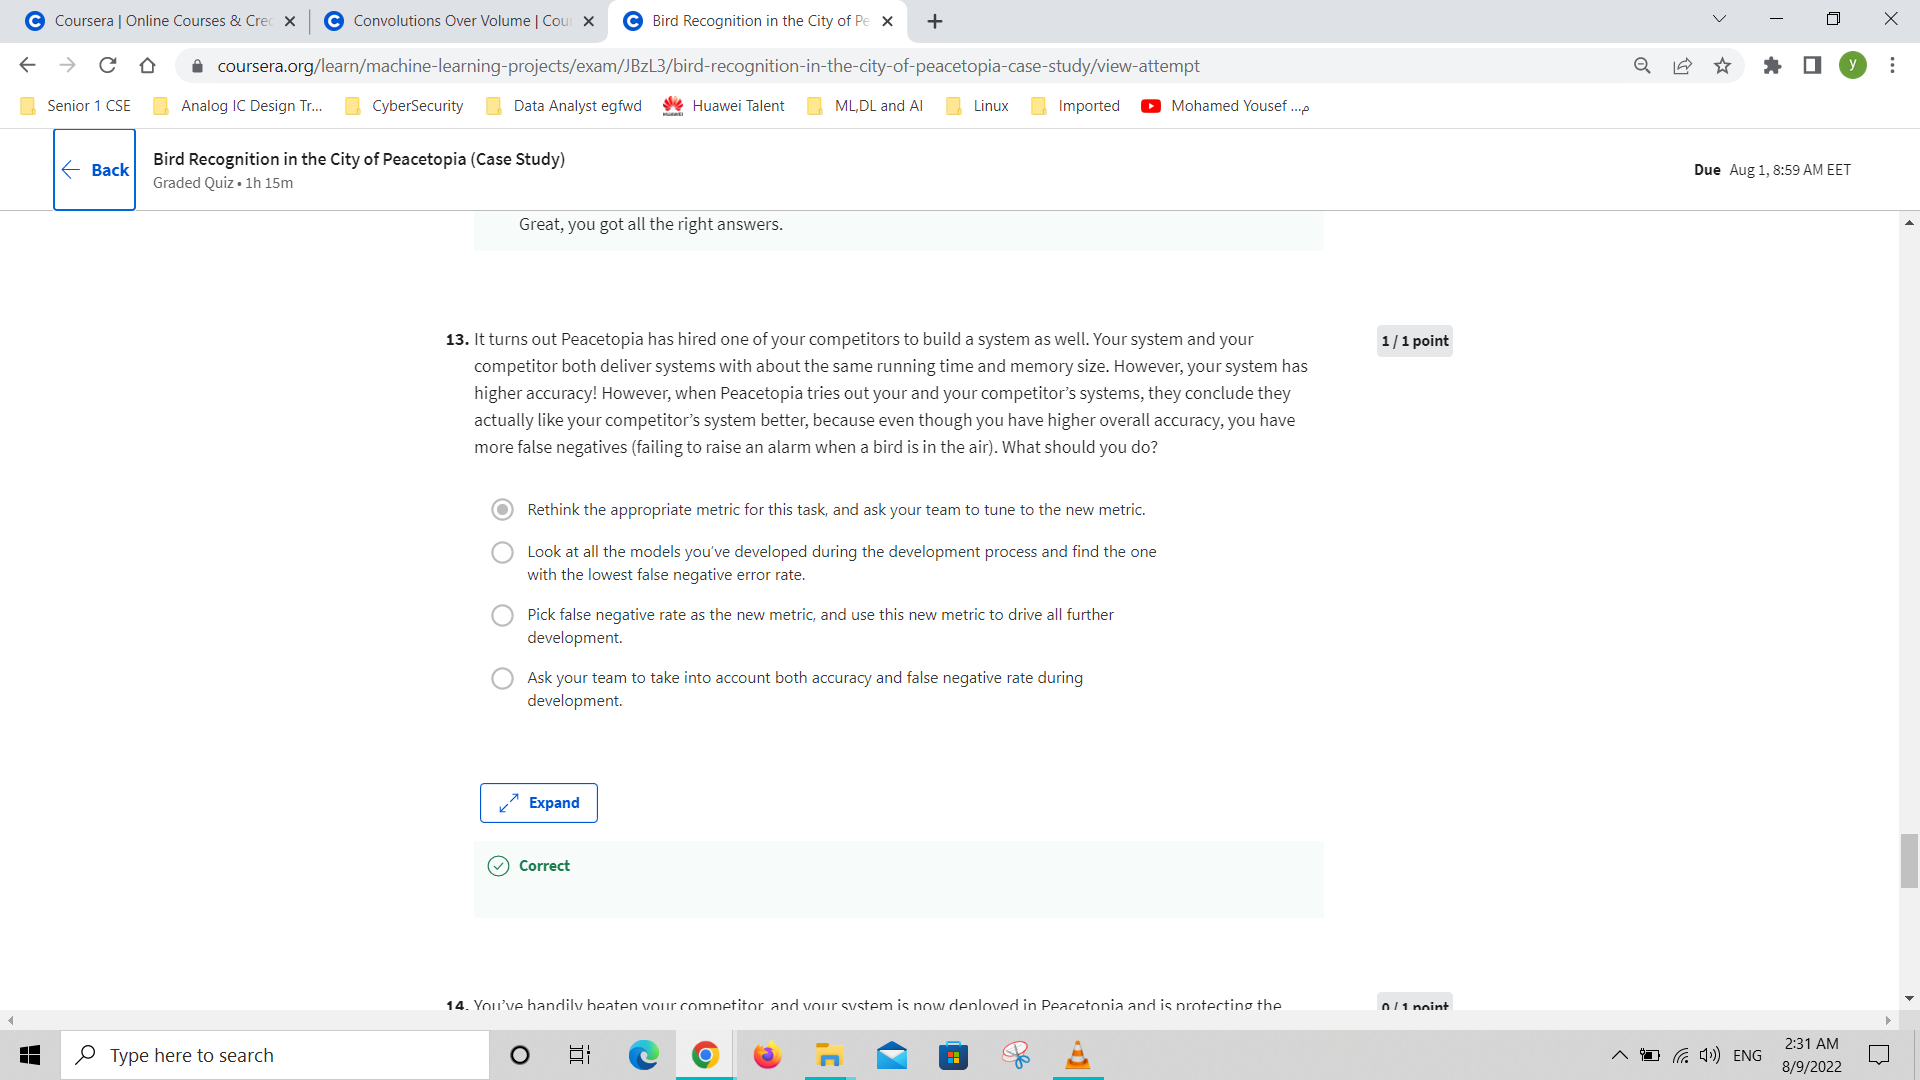 Coursera | Online Courses & Crec
Convolutions Over Volume | Cour
Bird Recognition in the City of Pe
coursera.org/learn/machine-learning-projects/exam/JBzL3/bird-recognition-in-the-city-of-peacetopia-case-study/view-attempt
y
Senior 1 CSE
Analog IC Design Tr...
CyberSecurity
Data Analyst egfwd
Huawei Talent
ML,DL and AI
Linux
Imported
Mohamed Yousef ...م
Back
Bird Recognition in the City of Peacetopia (Case Study)
Graded Quiz • 1h 15m
Due Aug 1, 8:59 AM EET
Great, you got all the right answers.
13. It turns out Peacetopia has hired one of your competitors to build a system as well. Your system and your
competitor both deliver systems with about the same running time and memory size. However, your system has
higher accuracy! However, when Peacetopia tries out your and your competitor’s systems, they conclude they
actually like your competitor’s system better, because even though you have higher overall accuracy, you have
more false negatives (failing to raise an alarm when a bird is in the air). What should you do?
1 / 1 point
Rethink the appropriate metric for this task, and ask your team to tune to the new metric.
Look at all the models you’ve developed during the development process and find the one
with the lowest false negative error rate.
Pick false negative rate as the new metric, and use this new metric to drive all further
development.
Ask your team to take into account both accuracy and false negative rate during
development.
Expand
Correct
14. You’ve handily beaten your competitor, and your system is now deployed in Peacetopia and is protecting the
0 / 1 point
Type here to search
ENG
2:31 AM
8/9/2022